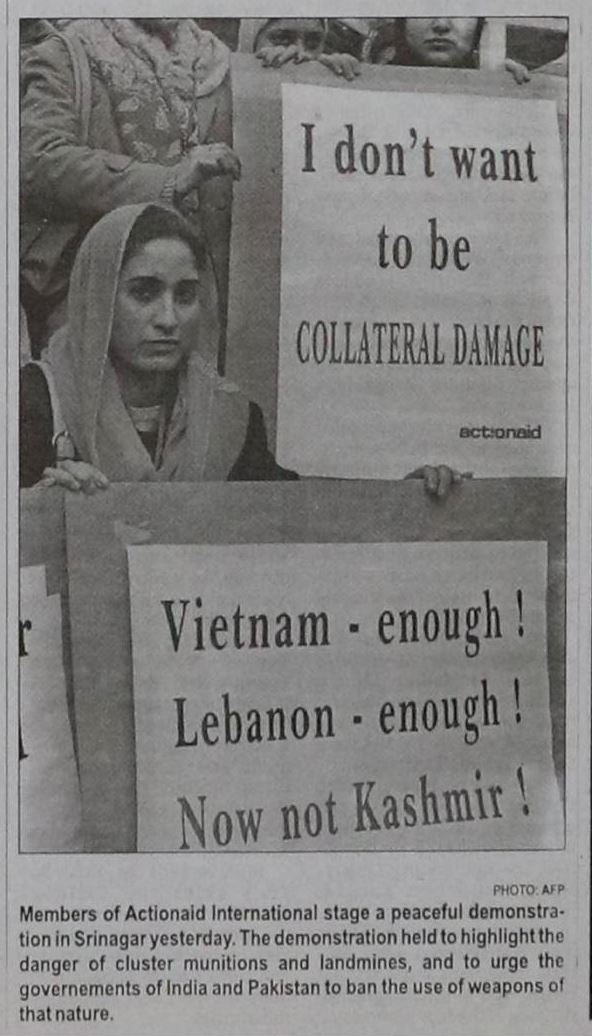 I don't want
to be
COLLATERAL DAMAGE
actionaid
r
Vietnam - enough !
Lebanon - enough !
Now not Kashmir !
PHOTO: AFP
Members of Actionaid International stage a peaceful demonstra-
tion in Srinagar yesterday. The demonstration held to highlight the
danger of cluster munitions and landmines, and to urge the
governements of India and Pakistan to ban the use of weapons of
that nature.